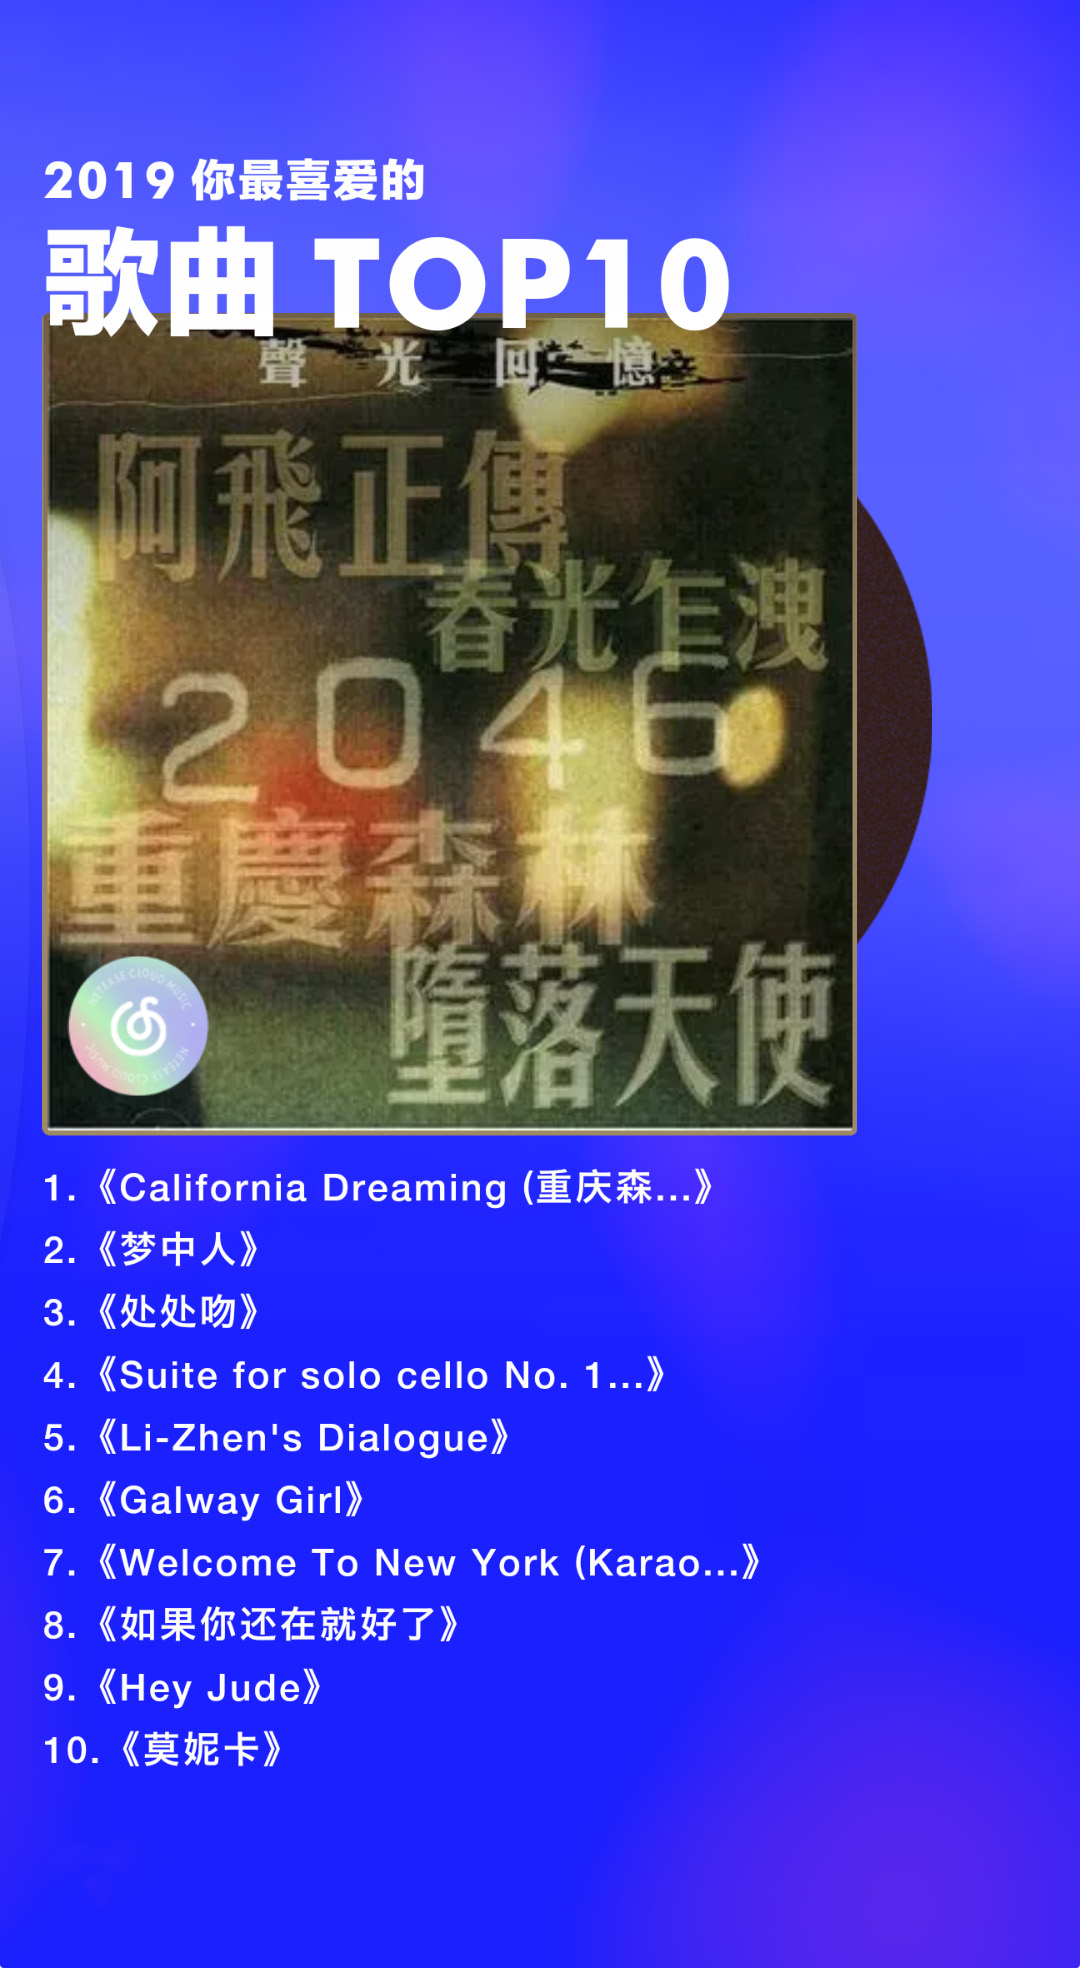 2019 你最喜爱的
歌曲 TOP10
聲光回憶
阿飛正傳
春光乍洩
2046
重慶森林
墮落天使
NETEASE CLOUD MUSIC
NETEASE CLOUD MUSIC
1.《California Dreaming (重庆森...》
2.《梦中人》
3.《处处吻》
4.《Suite for solo cello No. 1...》
5.《Li-Zhen's Dialogue》
6.《Galway Girl》
7.《Welcome To New York (Karao...》
8.《如果你还在就好了》
9.《Hey Jude》
10.《莫妮卡》